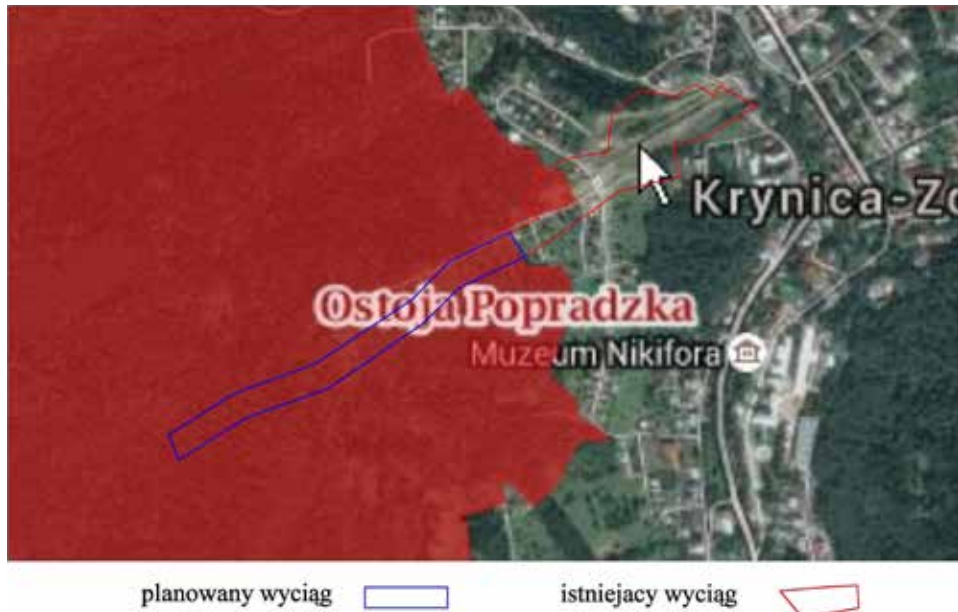 Krynica-Zd
Ostoja Popradzka
Muzeum Nikifora
planowany wyciąg
istniejacy wyciąg